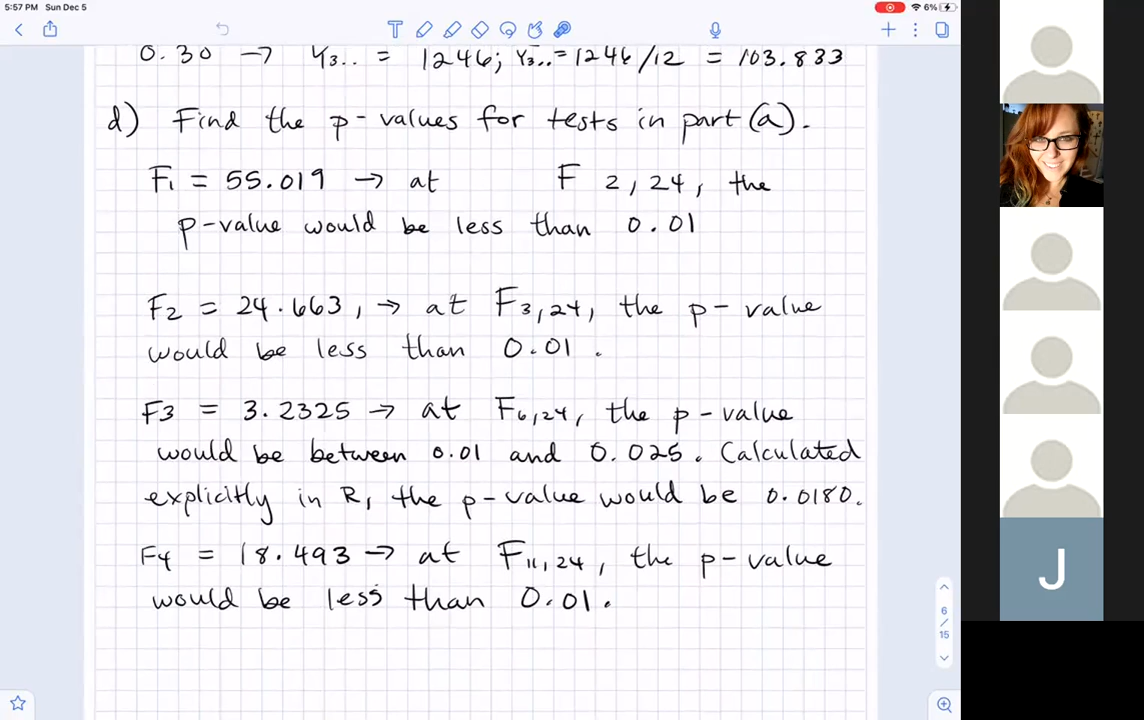 5:57 PM Sun Dec 5
6%
T
0.30 → Y3.. = 1246; Y̅3..= 1246/12 = 103.833
d) Find the p-values for tests in part (a).
F1 = 55.019 → at F 2,24, the
p-value would be less than 0.01
F2 = 24.663, → at F3,24, the p-value
would be less than 0.01.
F3 = 3.2325 → at F6,24, the p-value
would be between 0.01 and 0.025. Calculated
explicitly in R, the p-value would be 0.0180.
F4 = 18.493 → at F11,24, the p-value
would be less than 0.01.
6
/
15
J